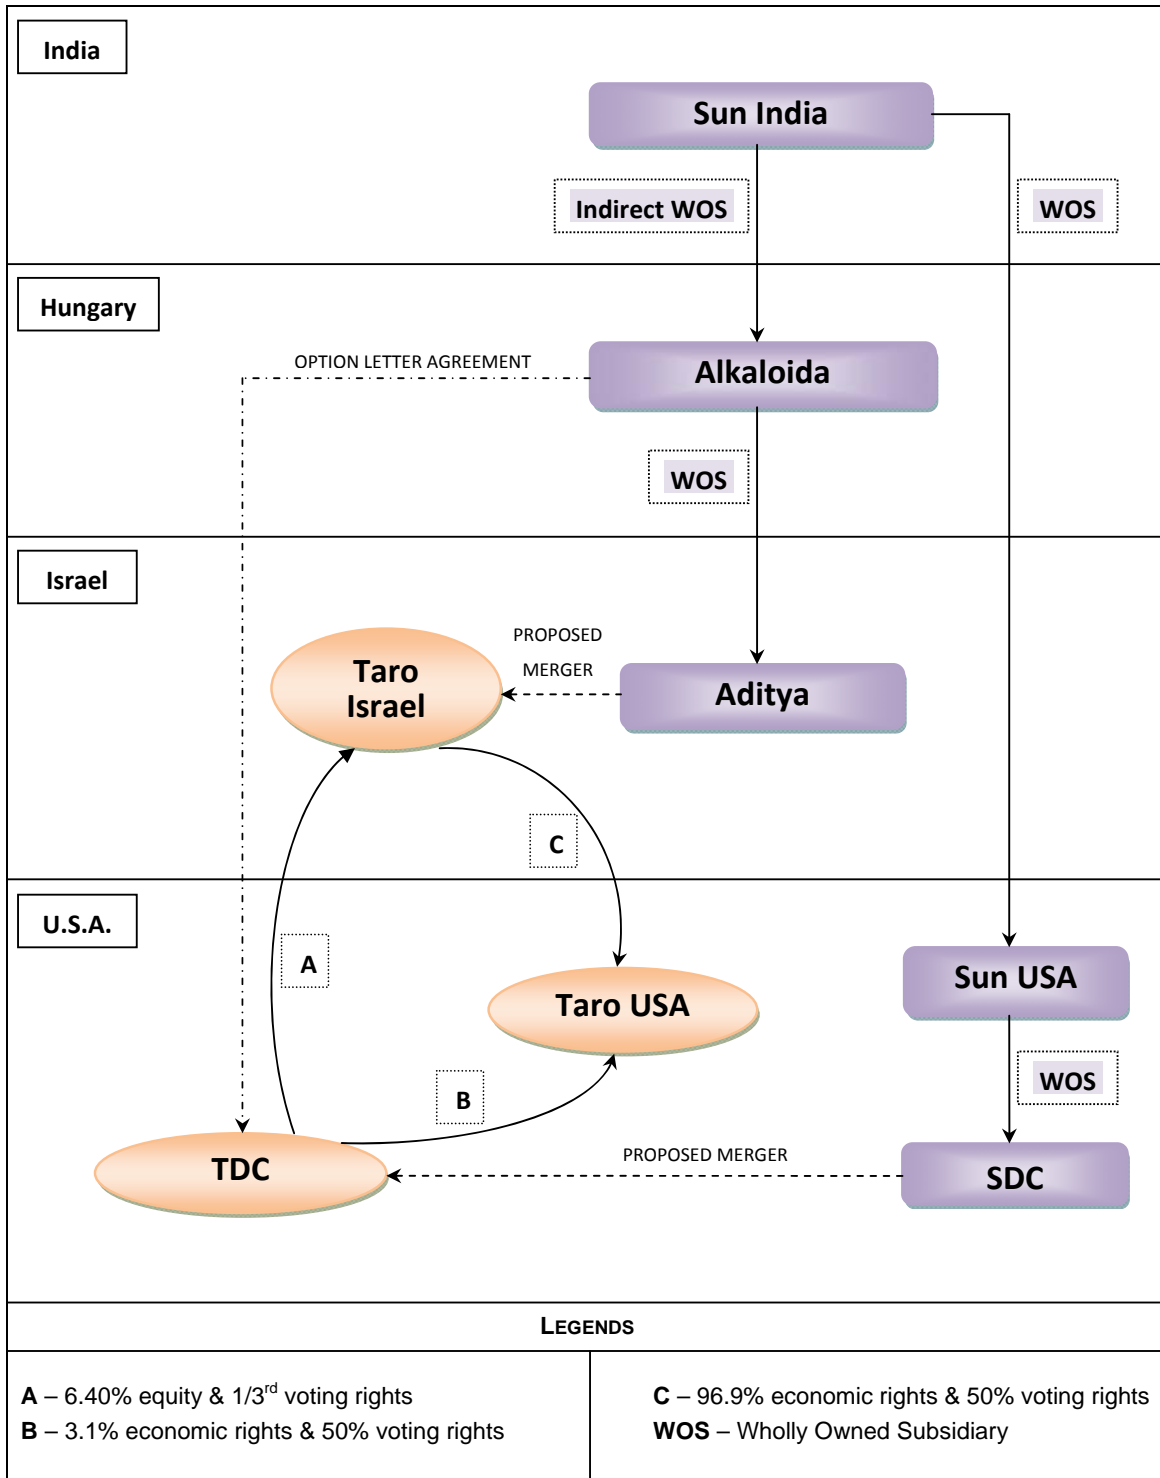 India
Sun India
Indirect WOS
WOS
Hungary
OPTION LETTER AGREEMENT
Alkaloida
WOS
Israel
PROPOSED
MERGER
Taro
Israel
Aditya
C
U.S.A.
A
Sun USA
Taro USA
WOS
B
PROPOSED MERGER
TDC
SDC
LEGENDS
A – 6.40% equity & 1/3rd voting rights
B – 3.1% economic rights & 50% voting rights
C – 96.9% economic rights & 50% voting rights
WOS – Wholly Owned Subsidiary